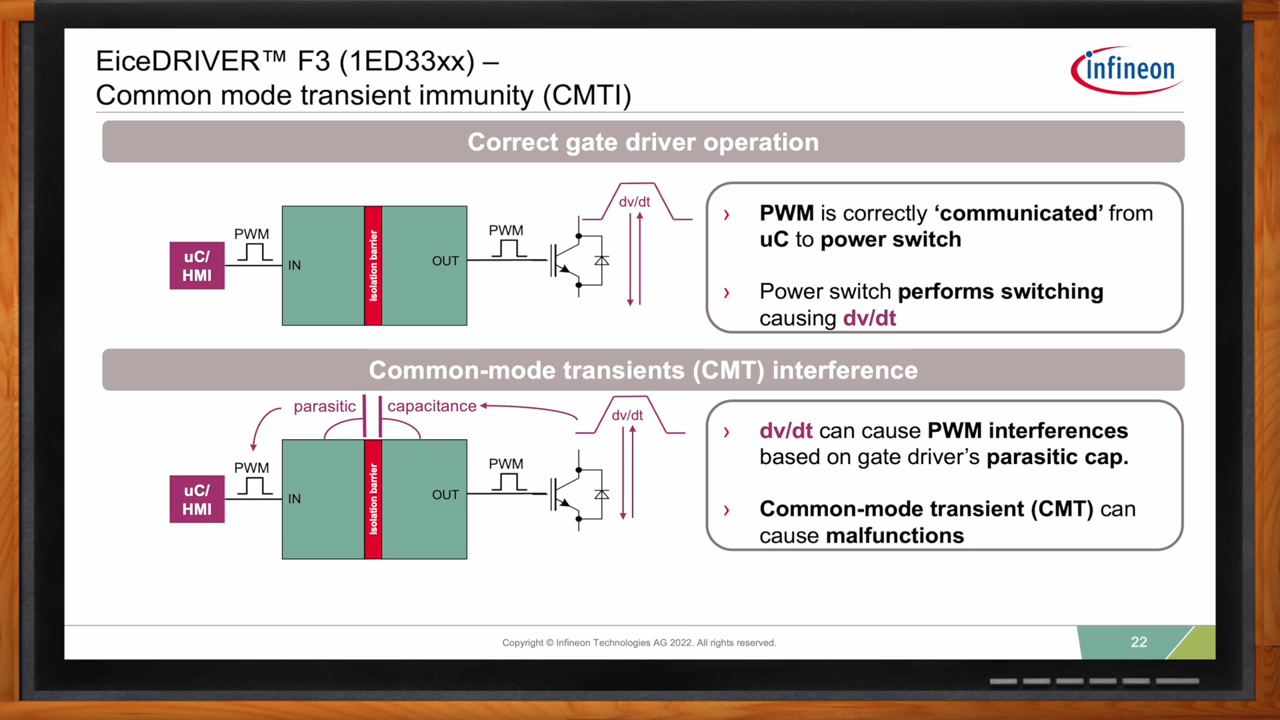 EiceDRIVER™ F3 (1ED33xx) –
Common mode transient immunity (CMTI)
infineon
Correct gate driver operation
uC/
HMI
PWM
IN
Isolation barrier
OUT
PWM
dv/dt
› PWM is correctly ‘communicated’ from
uC to power switch
› Power switch performs switching
causing dv/dt
Common-mode transients (CMT) interference
parasitic capacitance
uC/
HMI
PWM
IN
Isolation barrier
OUT
PWM
dv/dt
› dv/dt can cause PWM interferences
based on gate driver’s parasitic cap.
› Common-mode transient (CMT) can
cause malfunctions
Copyright © Infineon Technologies AG 2022. All rights reserved.
22